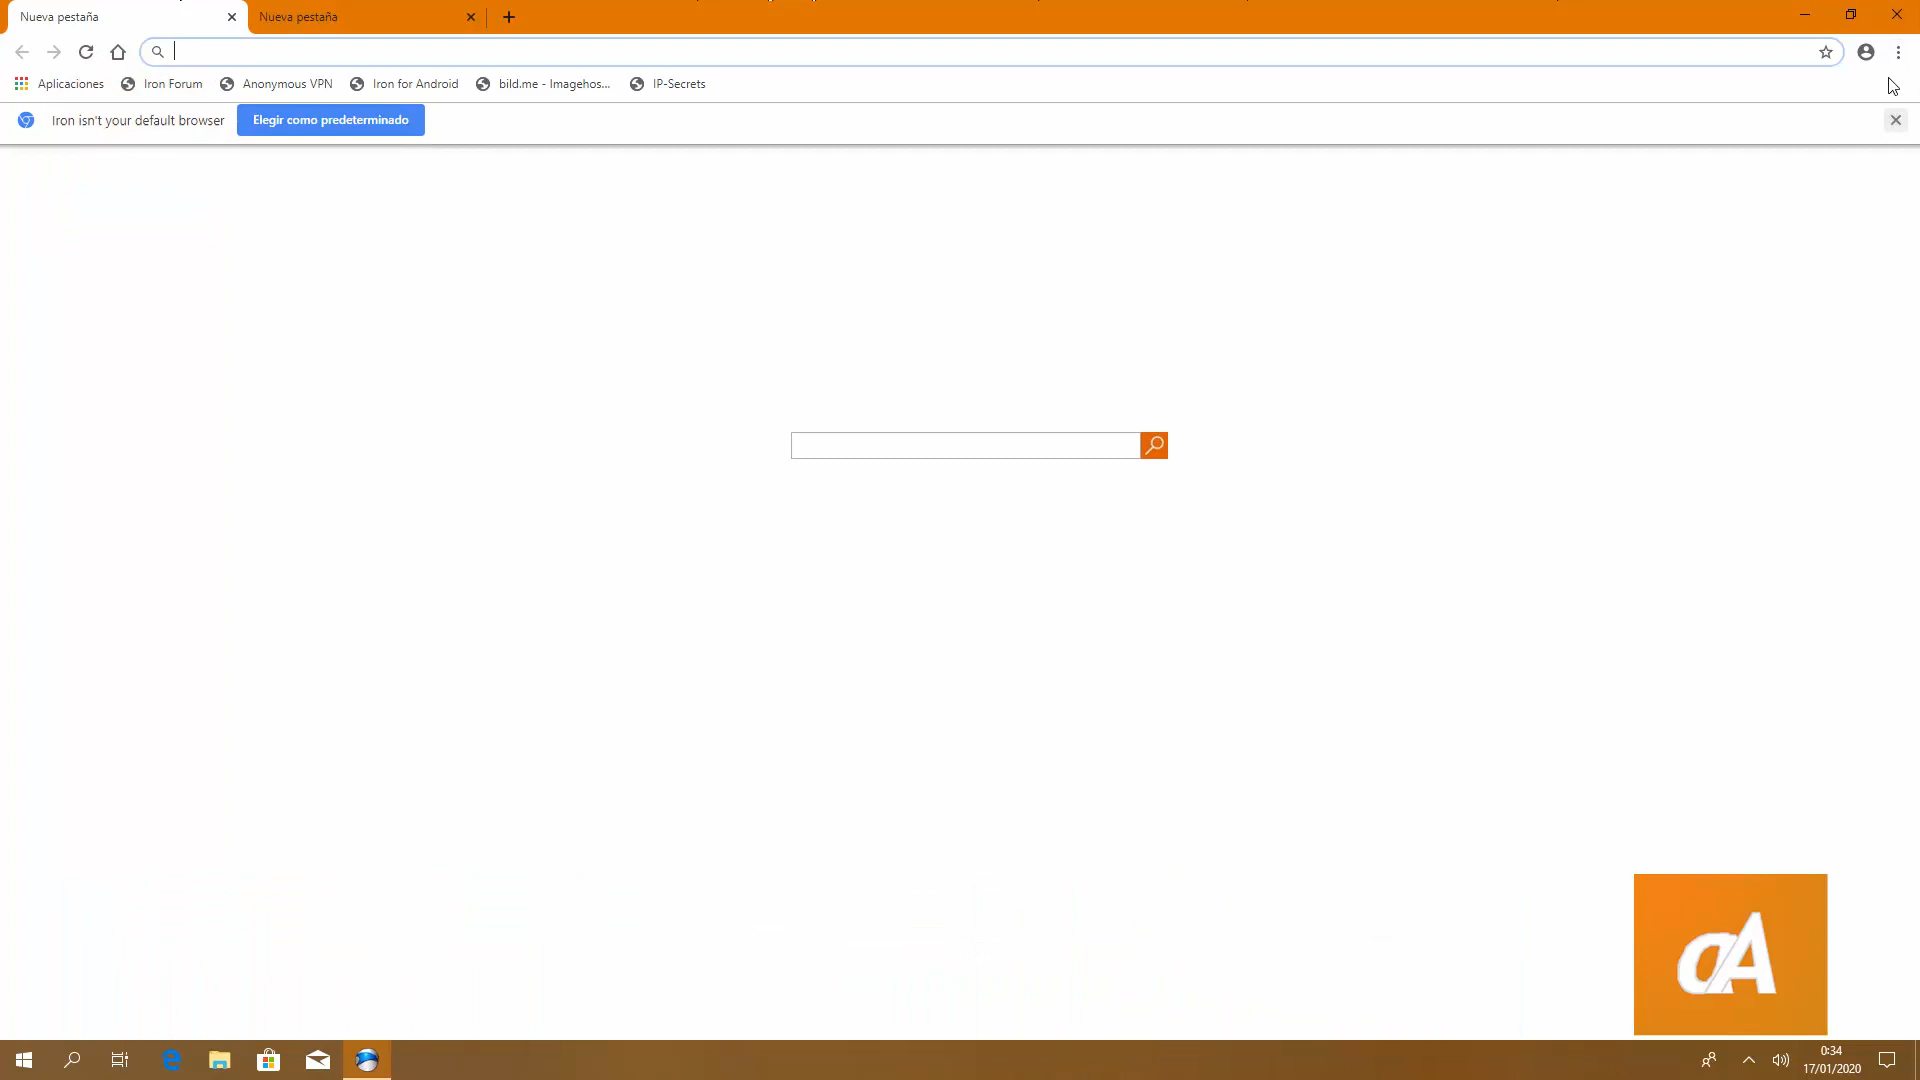 Nueva pestaña
Nueva pestaña
Aplicaciones
Iron Forum
Anonymous VPN
Iron for Android
bild.me - Imagehos...
IP-Secrets
Iron isn't your default browser
Elegir como predeterminado
aA
0:34
17/01/2020